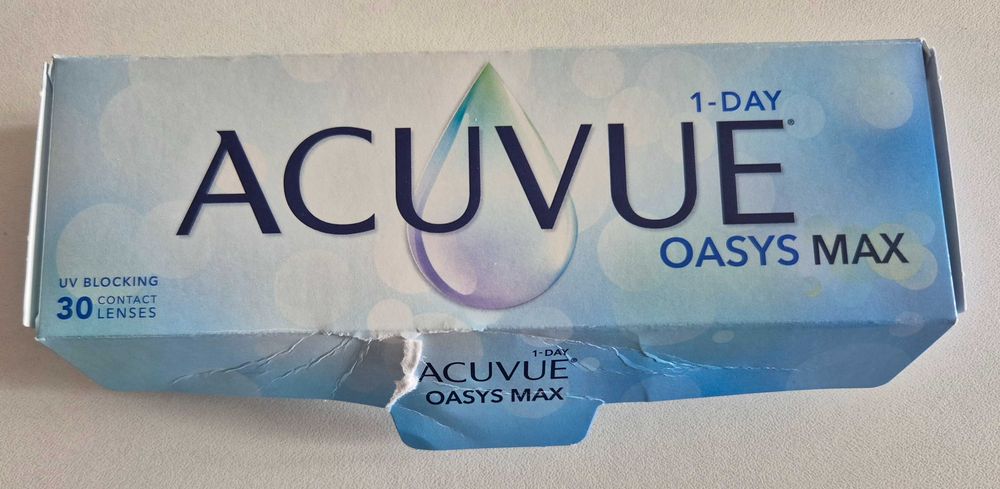 1-DAY
ACUVUE®
OASYS MAX
UV BLOCKING
30 CONTACT
LENSES
1-DAY
ACUVUE®
OASYS MAX